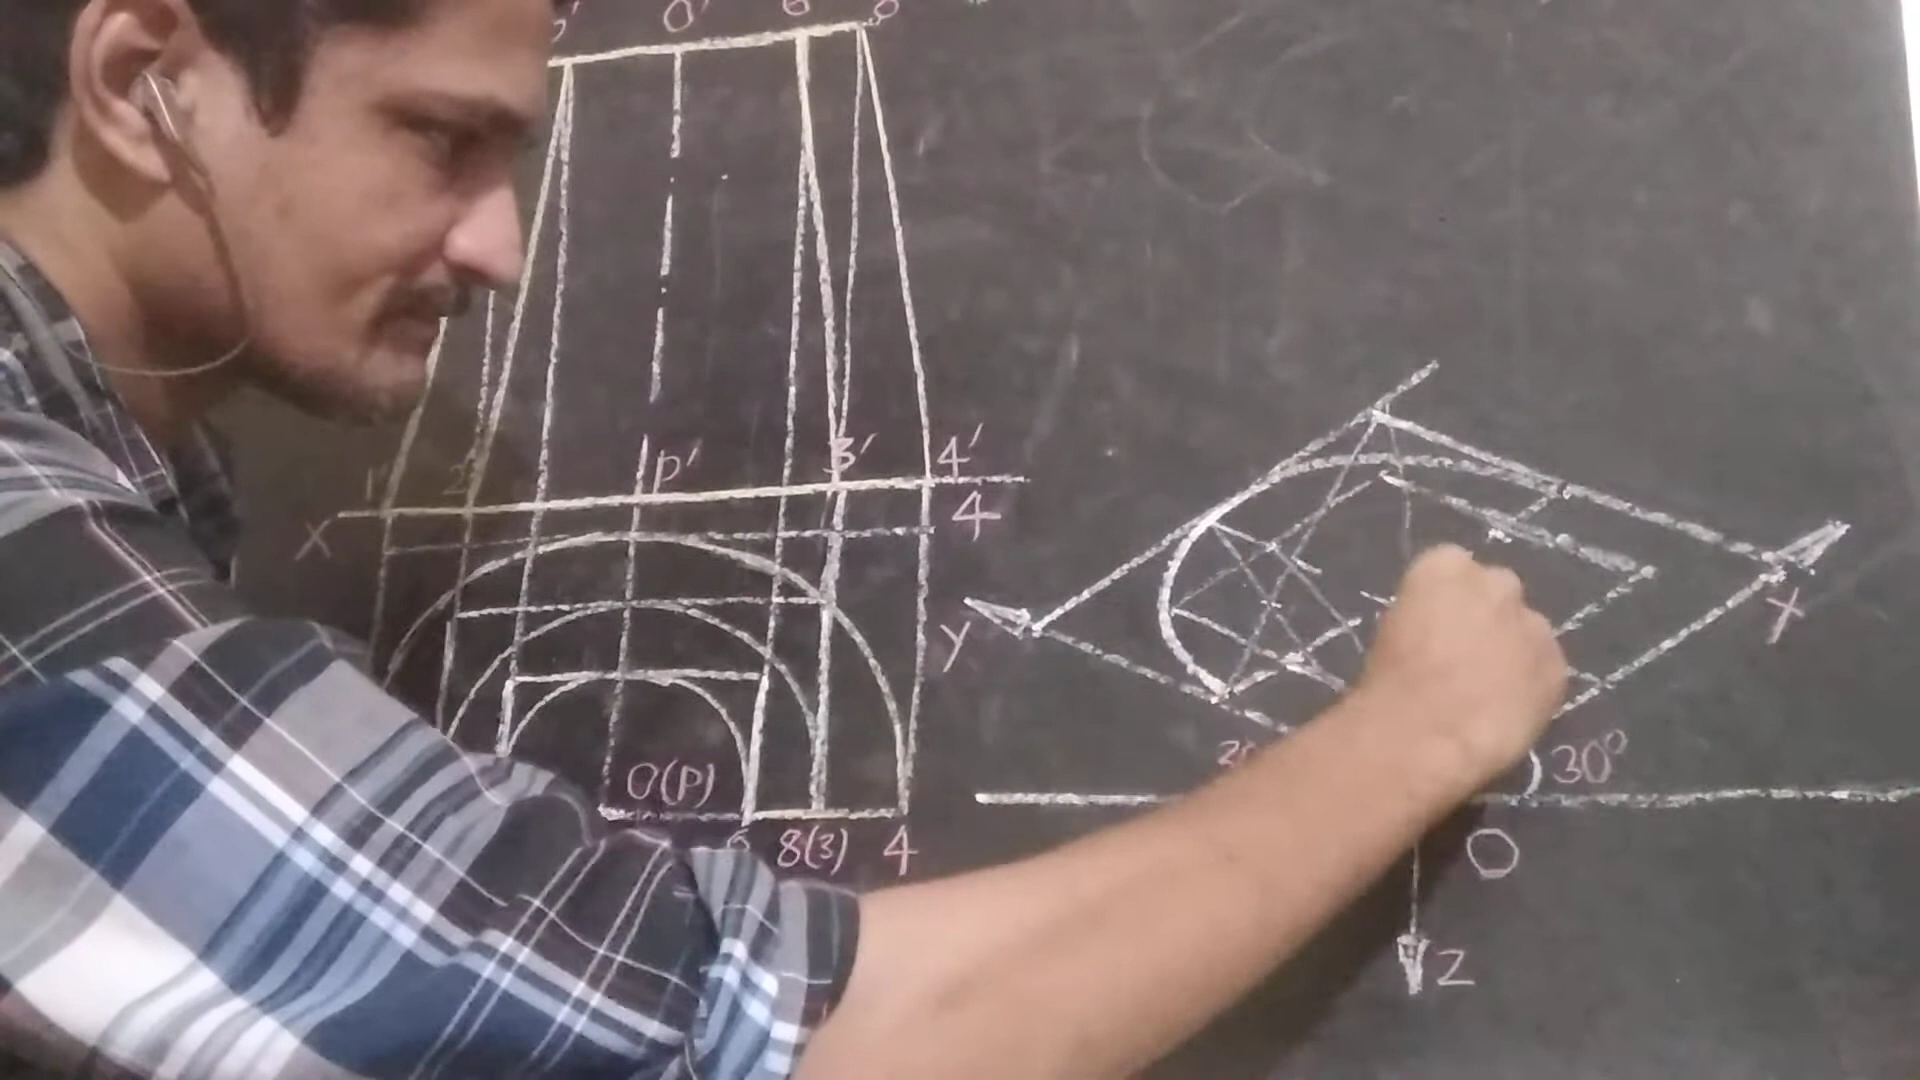 O' 6'
1' 2' P' 3' 4'
X 4
Y
X
30°
O(P)
8(3) 4
O
Z